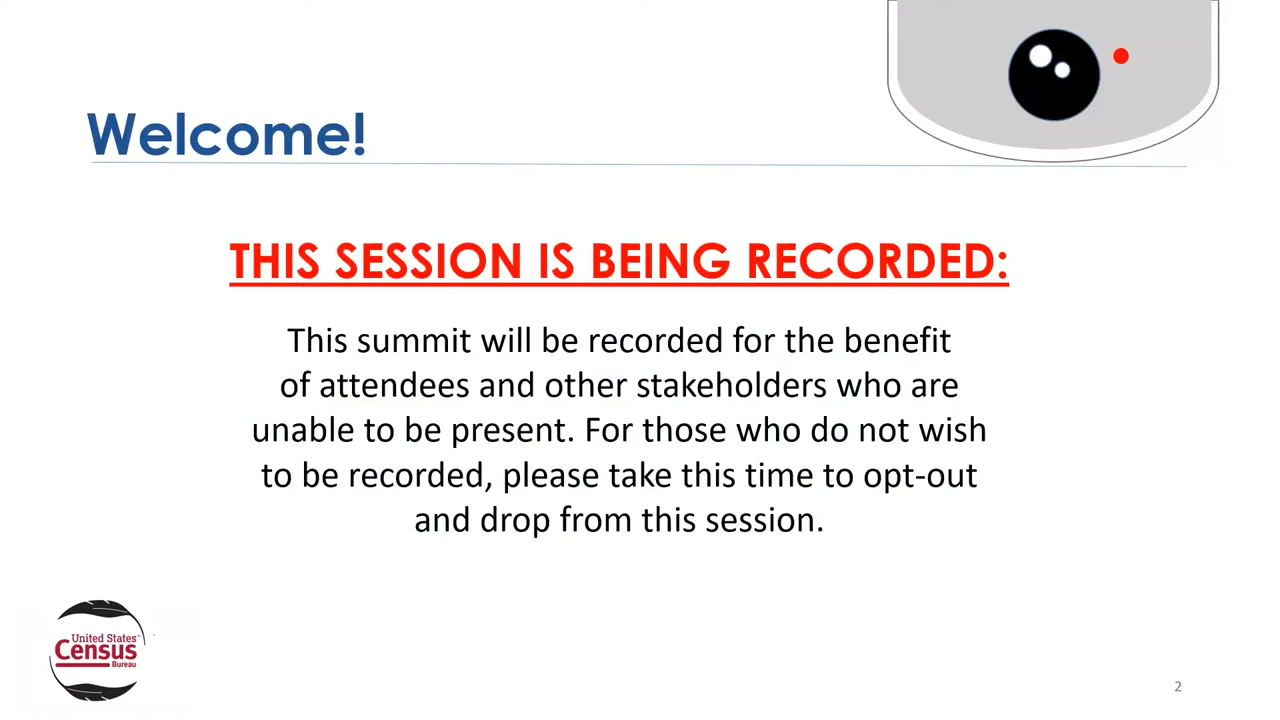 Welcome!
THIS SESSION IS BEING RECORDED:
This summit will be recorded for the benefit
of attendees and other stakeholders who are
unable to be present. For those who do not wish
to be recorded, please take this time to opt-out
and drop from this session.
United States™
Census
Bureau
2